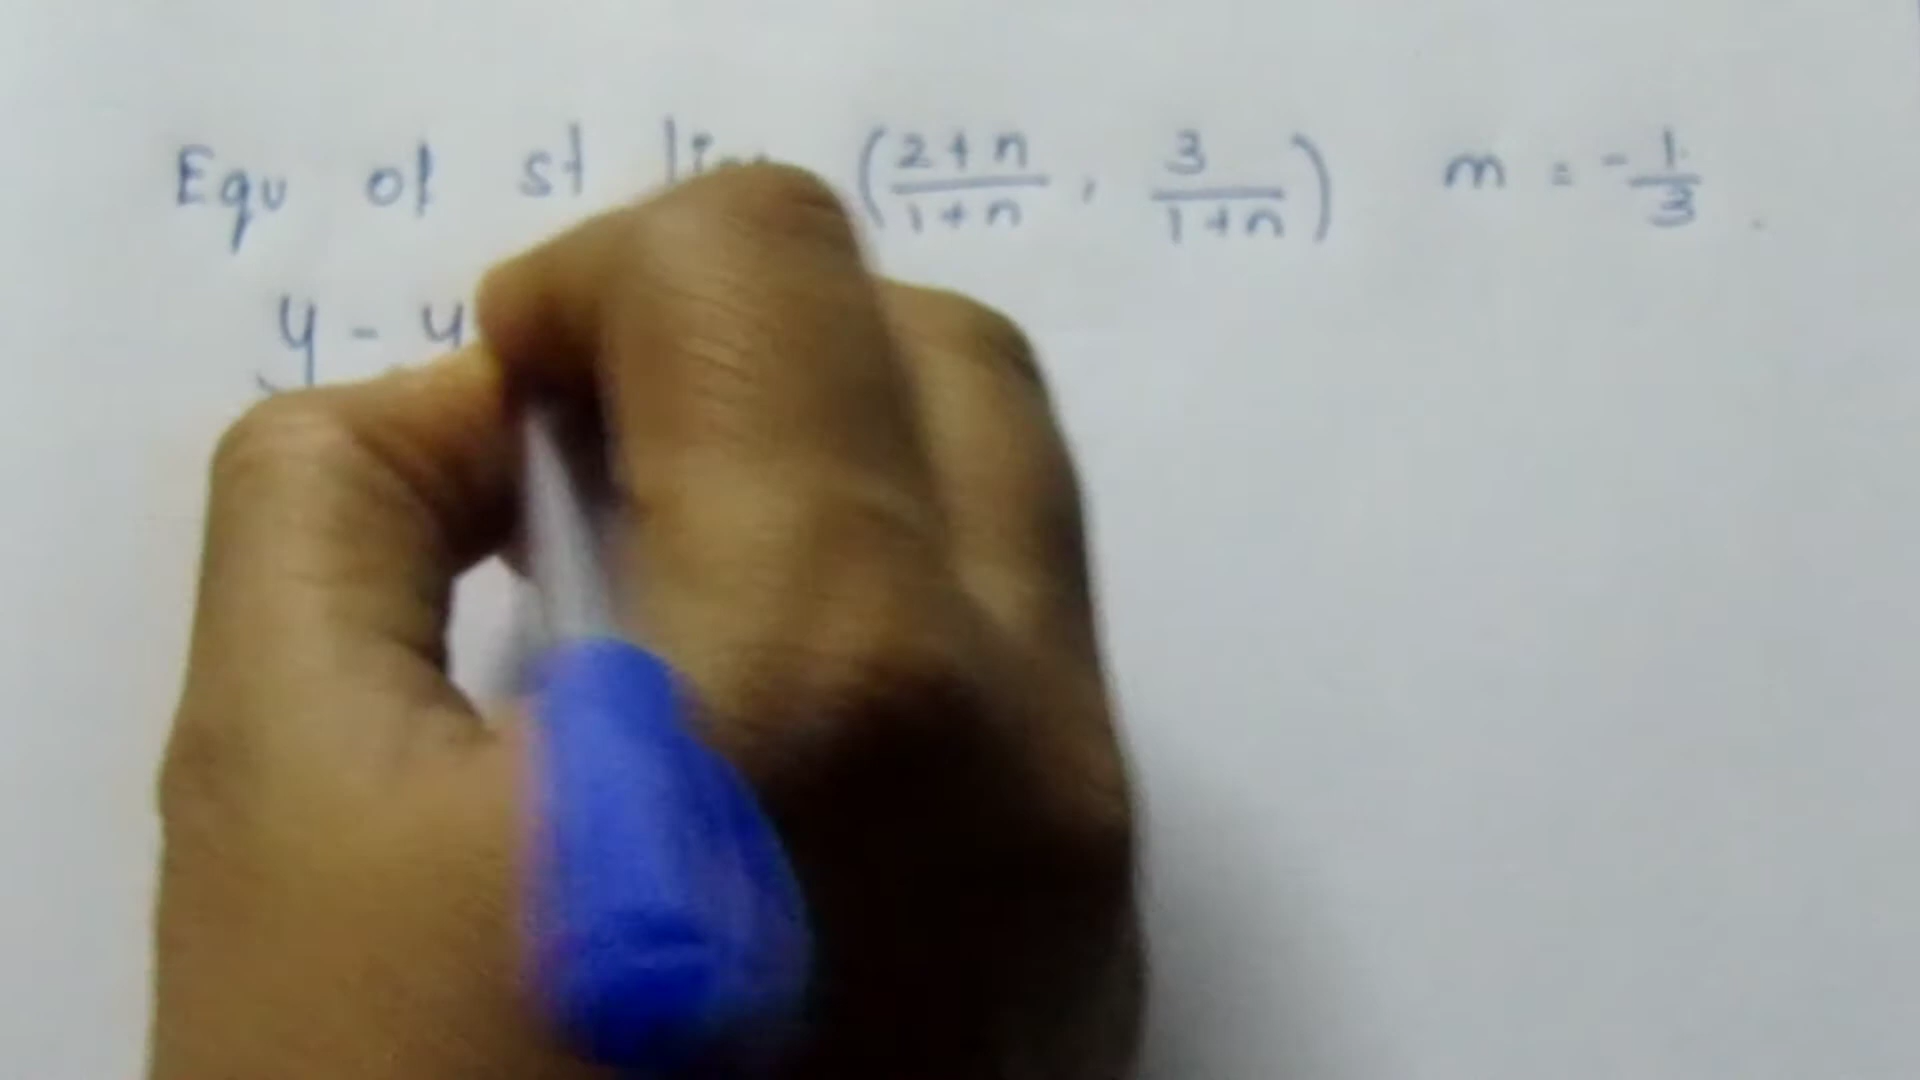 Equ of st (2+n/1+n, 3/1+n) m = -1/3.
y - y